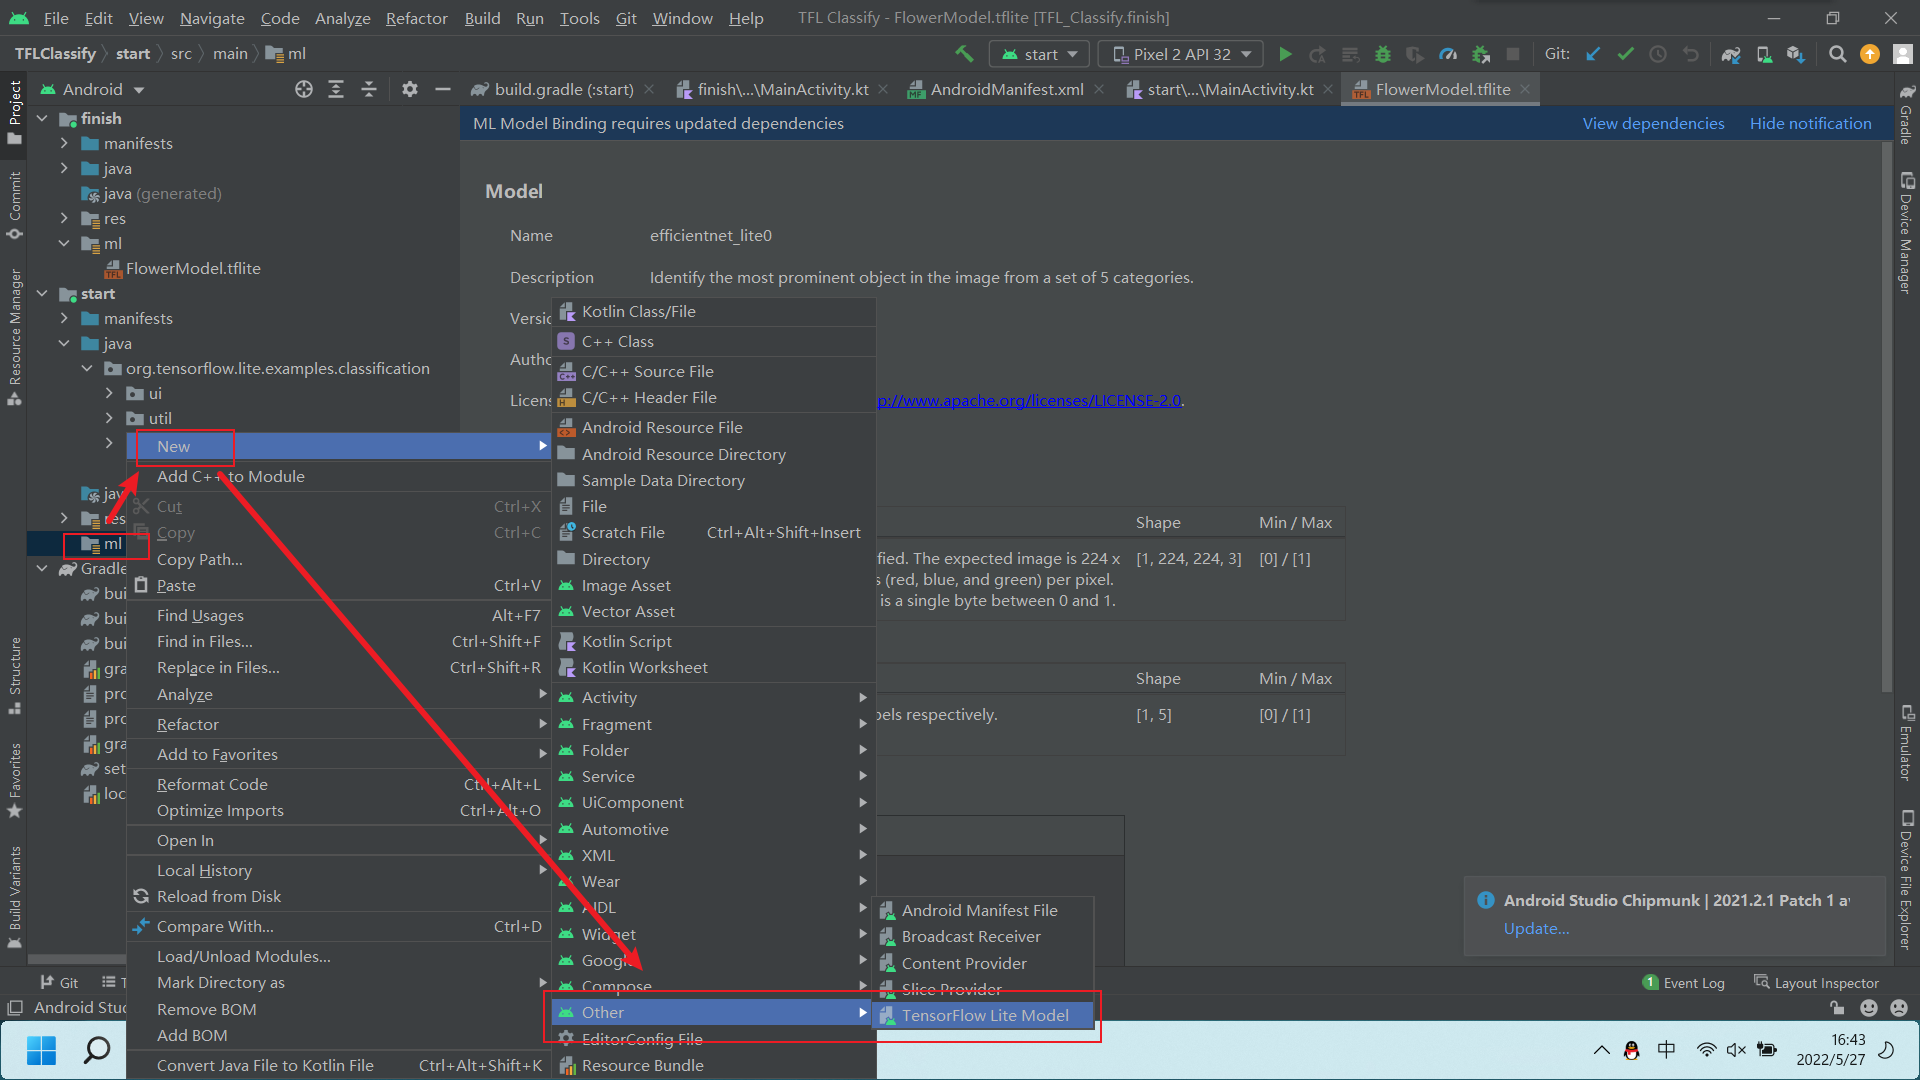 File Edit View Navigate Code Analyze Refactor Build Run Tools Git Window Help TFL Classify - FlowerModel.tflite [TFL_Classify.finish]
TFLClassify start src main ml start Pixel 2 API 32 Git:
Android build.gradle (:start) finish\...\MainActivity.kt AndroidManifest.xml start\...\MainActivity.kt FlowerModel.tflite
ML Model Binding requires updated dependencies View dependencies Hide notification
Project
Commit
Resource Manager
Structure
Favorites
Build Variants
finish
manifests
java
java (generated)
res
ml
FlowerModel.tflite
start
manifests
java
org.tensorflow.lite.examples.classification
ui
util
res
ml
Gradle
bui
bui
bui
gra
pro
pro
gra
set
loc
Model
Name efficientnet_lite0
Description Identify the most prominent object in the image from a set of 5 categories.
Versio
Autho
Licens
p://www.apache.org/licenses/LICENSE-2.0.
Shape Min / Max
fied. The expected image is 224 x [1, 224, 224, 3] [0] / [1]
s (red, blue, and green) per pixel.
is a single byte between 0 and 1.
Shape Min / Max
pels respectively. [1, 5] [0] / [1]
New
Add C++ to Module
Cut Ctrl+X
Copy Ctrl+C
Copy Path...
Paste Ctrl+V
Find Usages Alt+F7
Find in Files... Ctrl+Shift+F
Replace in Files... Ctrl+Shift+R
Analyze
Refactor
Add to Favorites
Reformat Code Ctrl+Alt+L
Optimize Imports Ctrl+Alt+O
Open In
Local History
Reload from Disk
Compare With... Ctrl+D
Load/Unload Modules...
Mark Directory as
Remove BOM
Add BOM
Convert Java File to Kotlin File Ctrl+Alt+Shift+K
Kotlin Class/File
C++ Class
C/C++ Source File
C/C++ Header File
Android Resource File
Android Resource Directory
Sample Data Directory
File
Scratch File Ctrl+Alt+Shift+Insert
Directory
Image Asset
Vector Asset
Kotlin Script
Kotlin Worksheet
Activity
Fragment
Folder
Service
UiComponent
Automotive
XML
Wear
AIDL
Widget
Google
Compose
Other
EditorConfig File
Resource Bundle
Android Manifest File
Broadcast Receiver
Content Provider
Slice Provider
TensorFlow Lite Model
Gradle
Device Manager
Emulator
Device File Explorer
Android Studio Chipmunk | 2021.2.1 Patch 1 a
Update...
Git T
1 Event Log Layout Inspector
Android Stu
中
16:43
2022/5/27